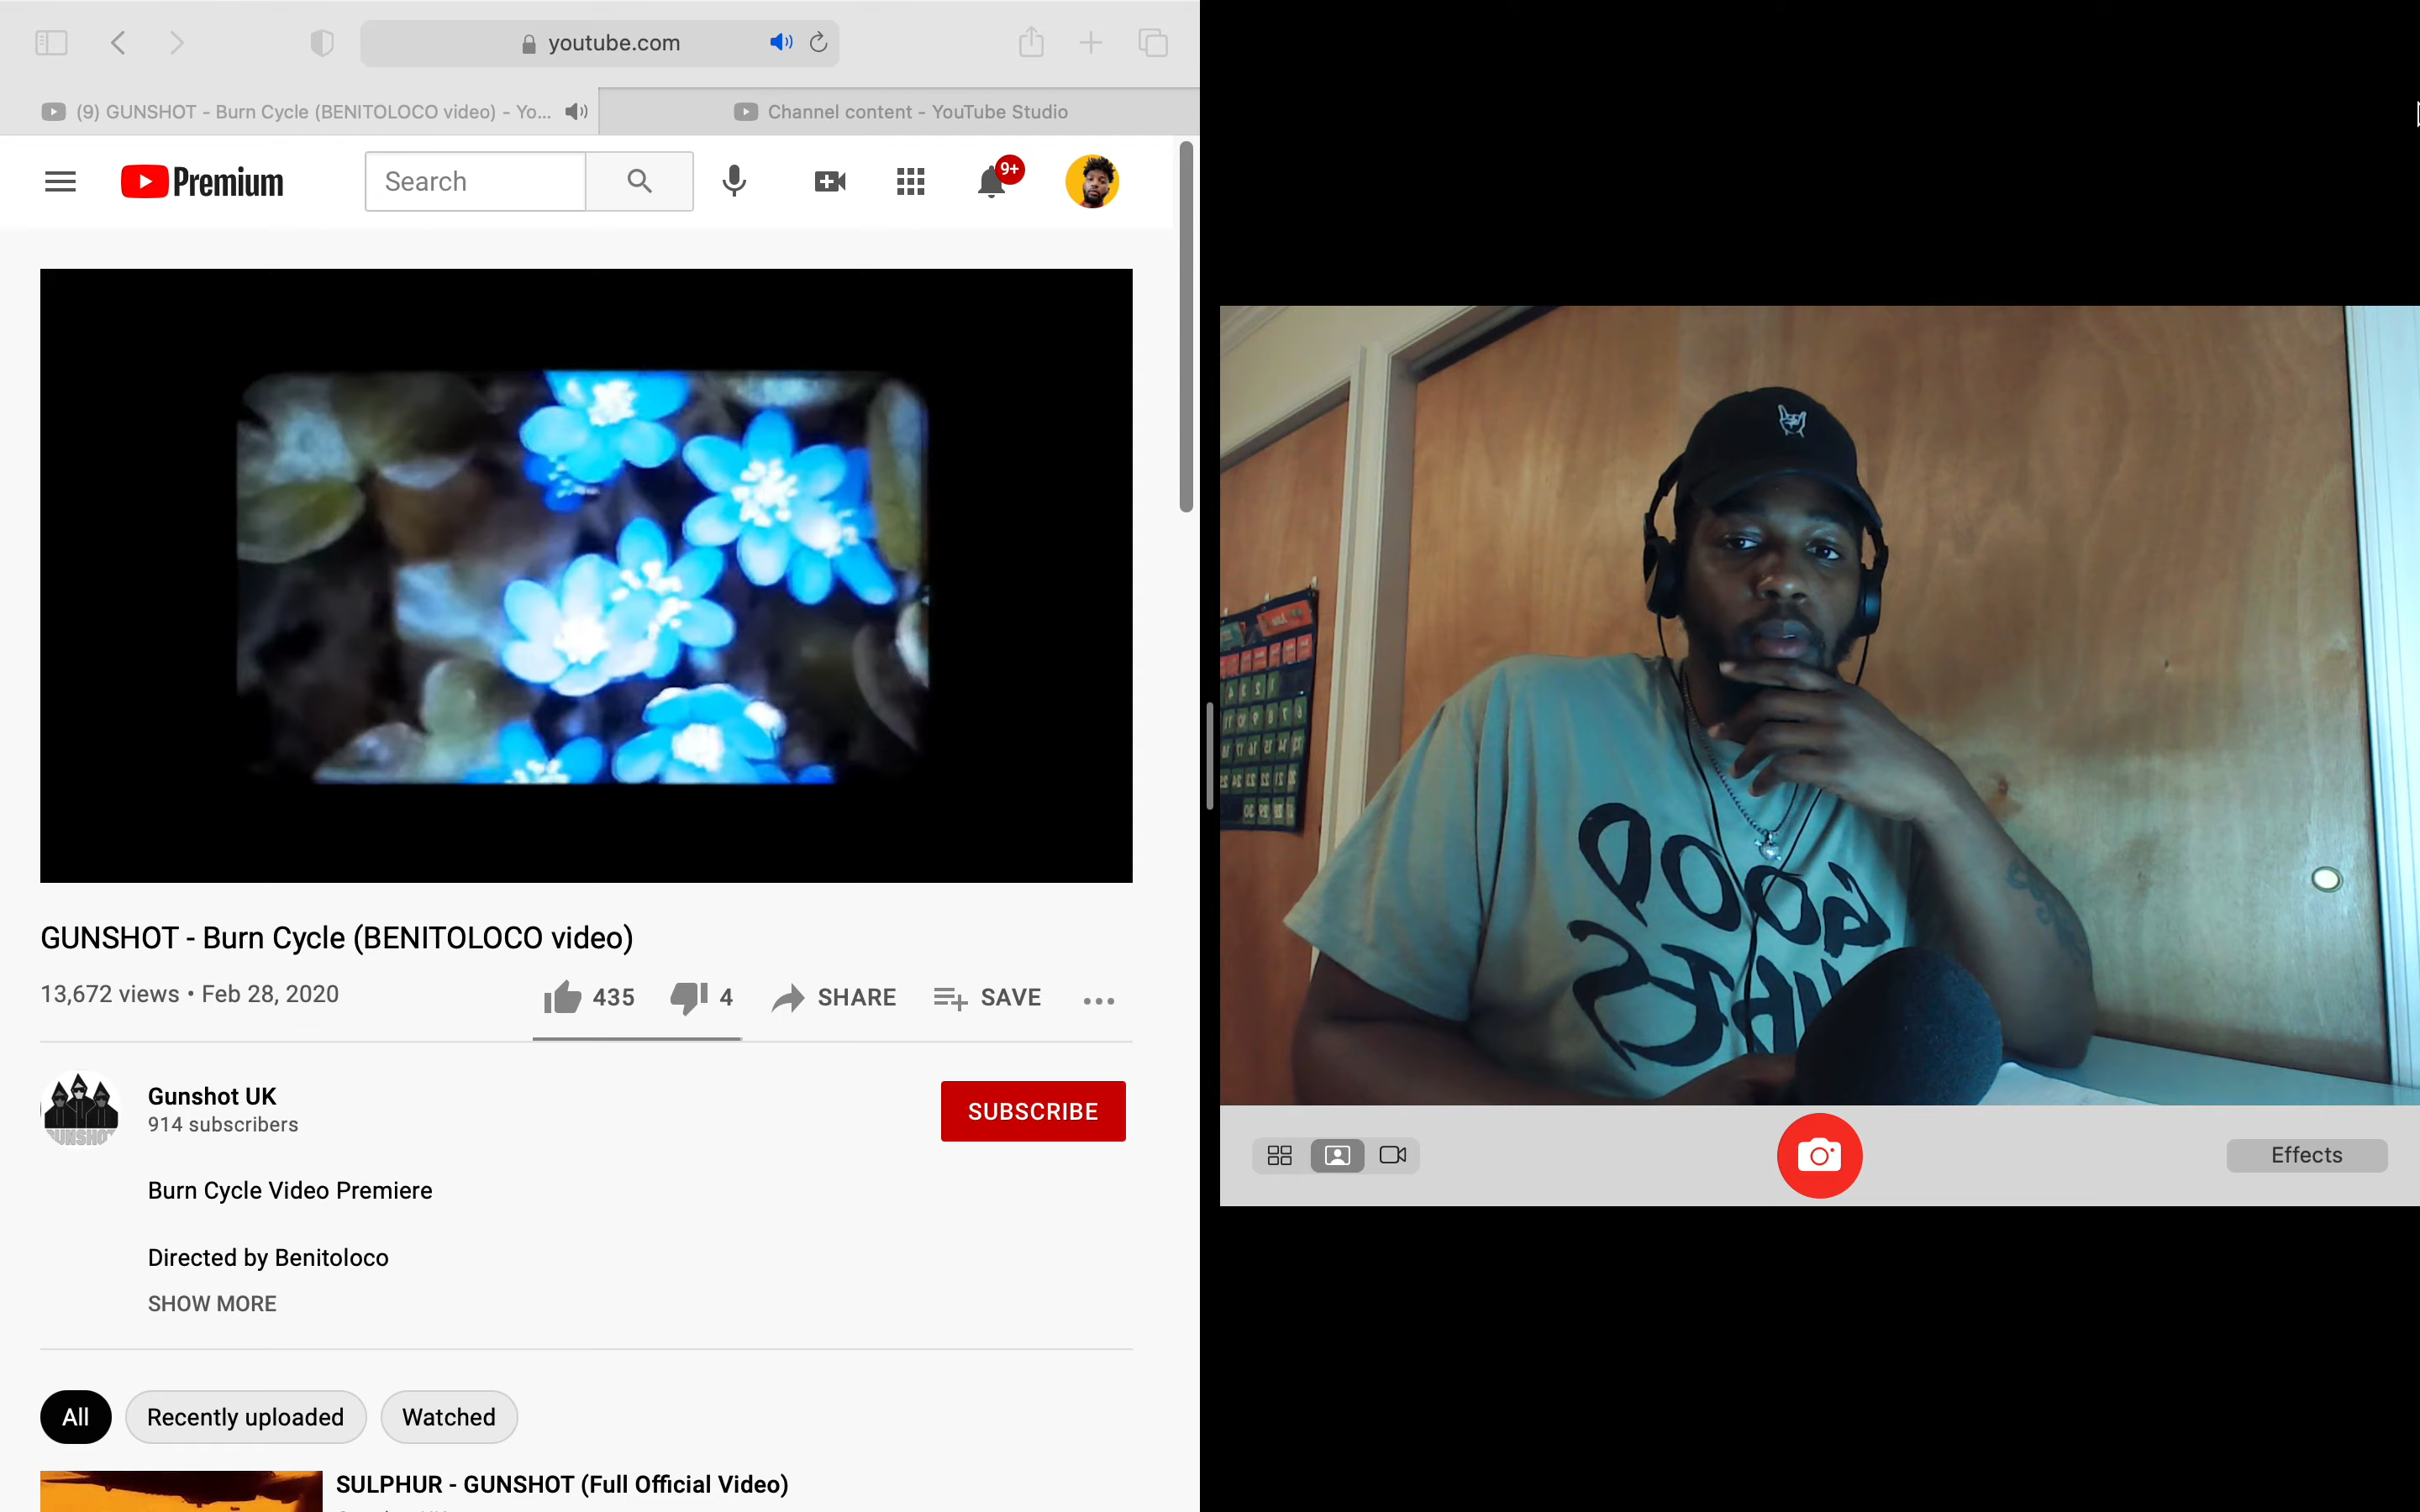 youtube.com
(9) GUNSHOT - Burn Cycle (BENITOLOCO video) - Yo...
Channel content - YouTube Studio
Premium
Search
9+
GUNSHOT - Burn Cycle (BENITOLOCO video)
13,672 views • Feb 28, 2020
435
4
SHARE
SAVE
Gunshot UK
914 subscribers
SUBSCRIBE
GUNSHOT
Burn Cycle Video Premiere
Directed by Benitoloco
SHOW MORE
All
Recently uploaded
Watched
SULPHUR - GUNSHOT (Full Official Video)
GOOD
Effects